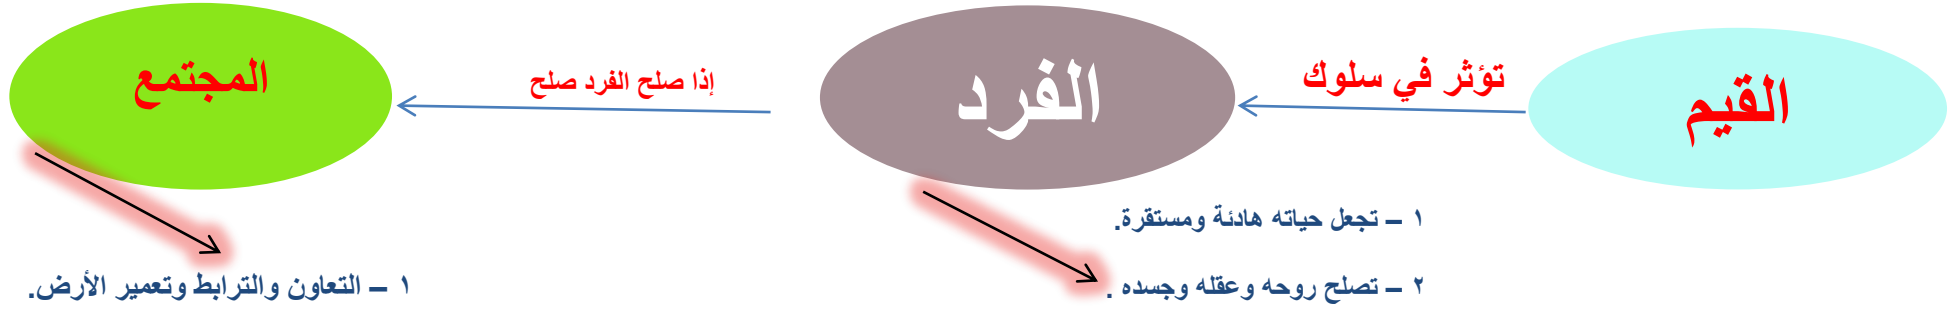 القيم
تؤثر في سلوك
الفرد
إذا صلح الفرد صلح
المجتمع
١ – تجعل حياته هادئة ومستقرة.
٢ – تصلح روحه وعقله وجسده .
١ – التعاون والترابط وتعمير الأرض.